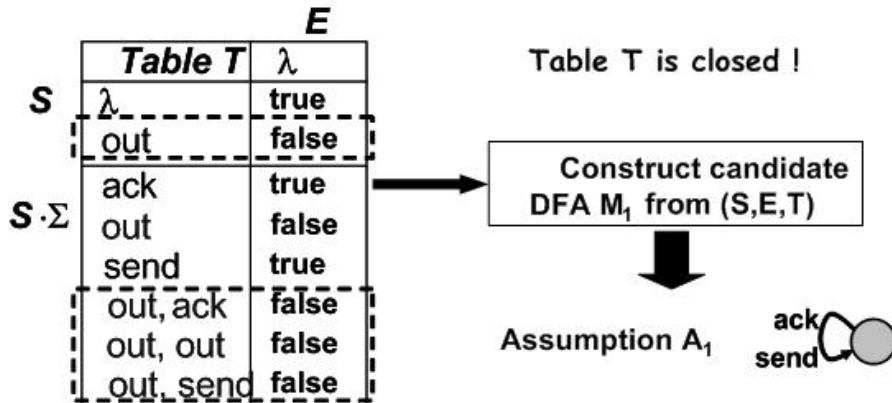 E
Table T λ
S λ true
out false
ack true
S · Σ out false
send true
out, ack false
out, out false
out, send false
Table T is closed !
Construct candidate
DFA M₁ from (S,E,T)
Assumption A₁
ack
send